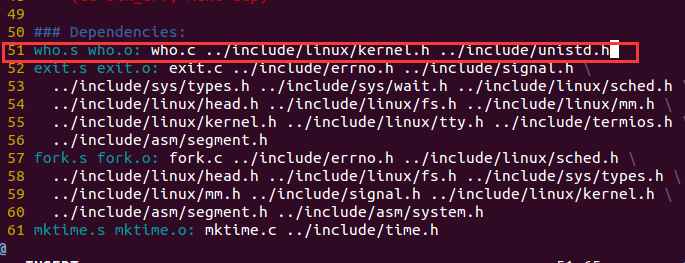 49
50 ### Dependencies:
51 who.s who.o: who.c ../include/linux/kernel.h ../include/unistd.h
52 exit.s exit.o: exit.c ../include/errno.h ../include/signal.h \
53 ../include/sys/types.h ../include/sys/wait.h ../include/linux/sched.h \
54 ../include/linux/head.h ../include/linux/fs.h ../include/linux/mm.h \
55 ../include/linux/kernel.h ../include/linux/tty.h ../include/termios.h \
56 ../include/asm/segment.h
57 fork.s fork.o: fork.c ../include/errno.h ../include/linux/sched.h \
58 ../include/linux/head.h ../include/linux/fs.h ../include/sys/types.h \
59 ../include/linux/mm.h ../include/signal.h ../include/linux/kernel.h \
60 ../include/asm/segment.h ../include/asm/system.h
61 mktime.s mktime.o: mktime.c ../include/time.h
@